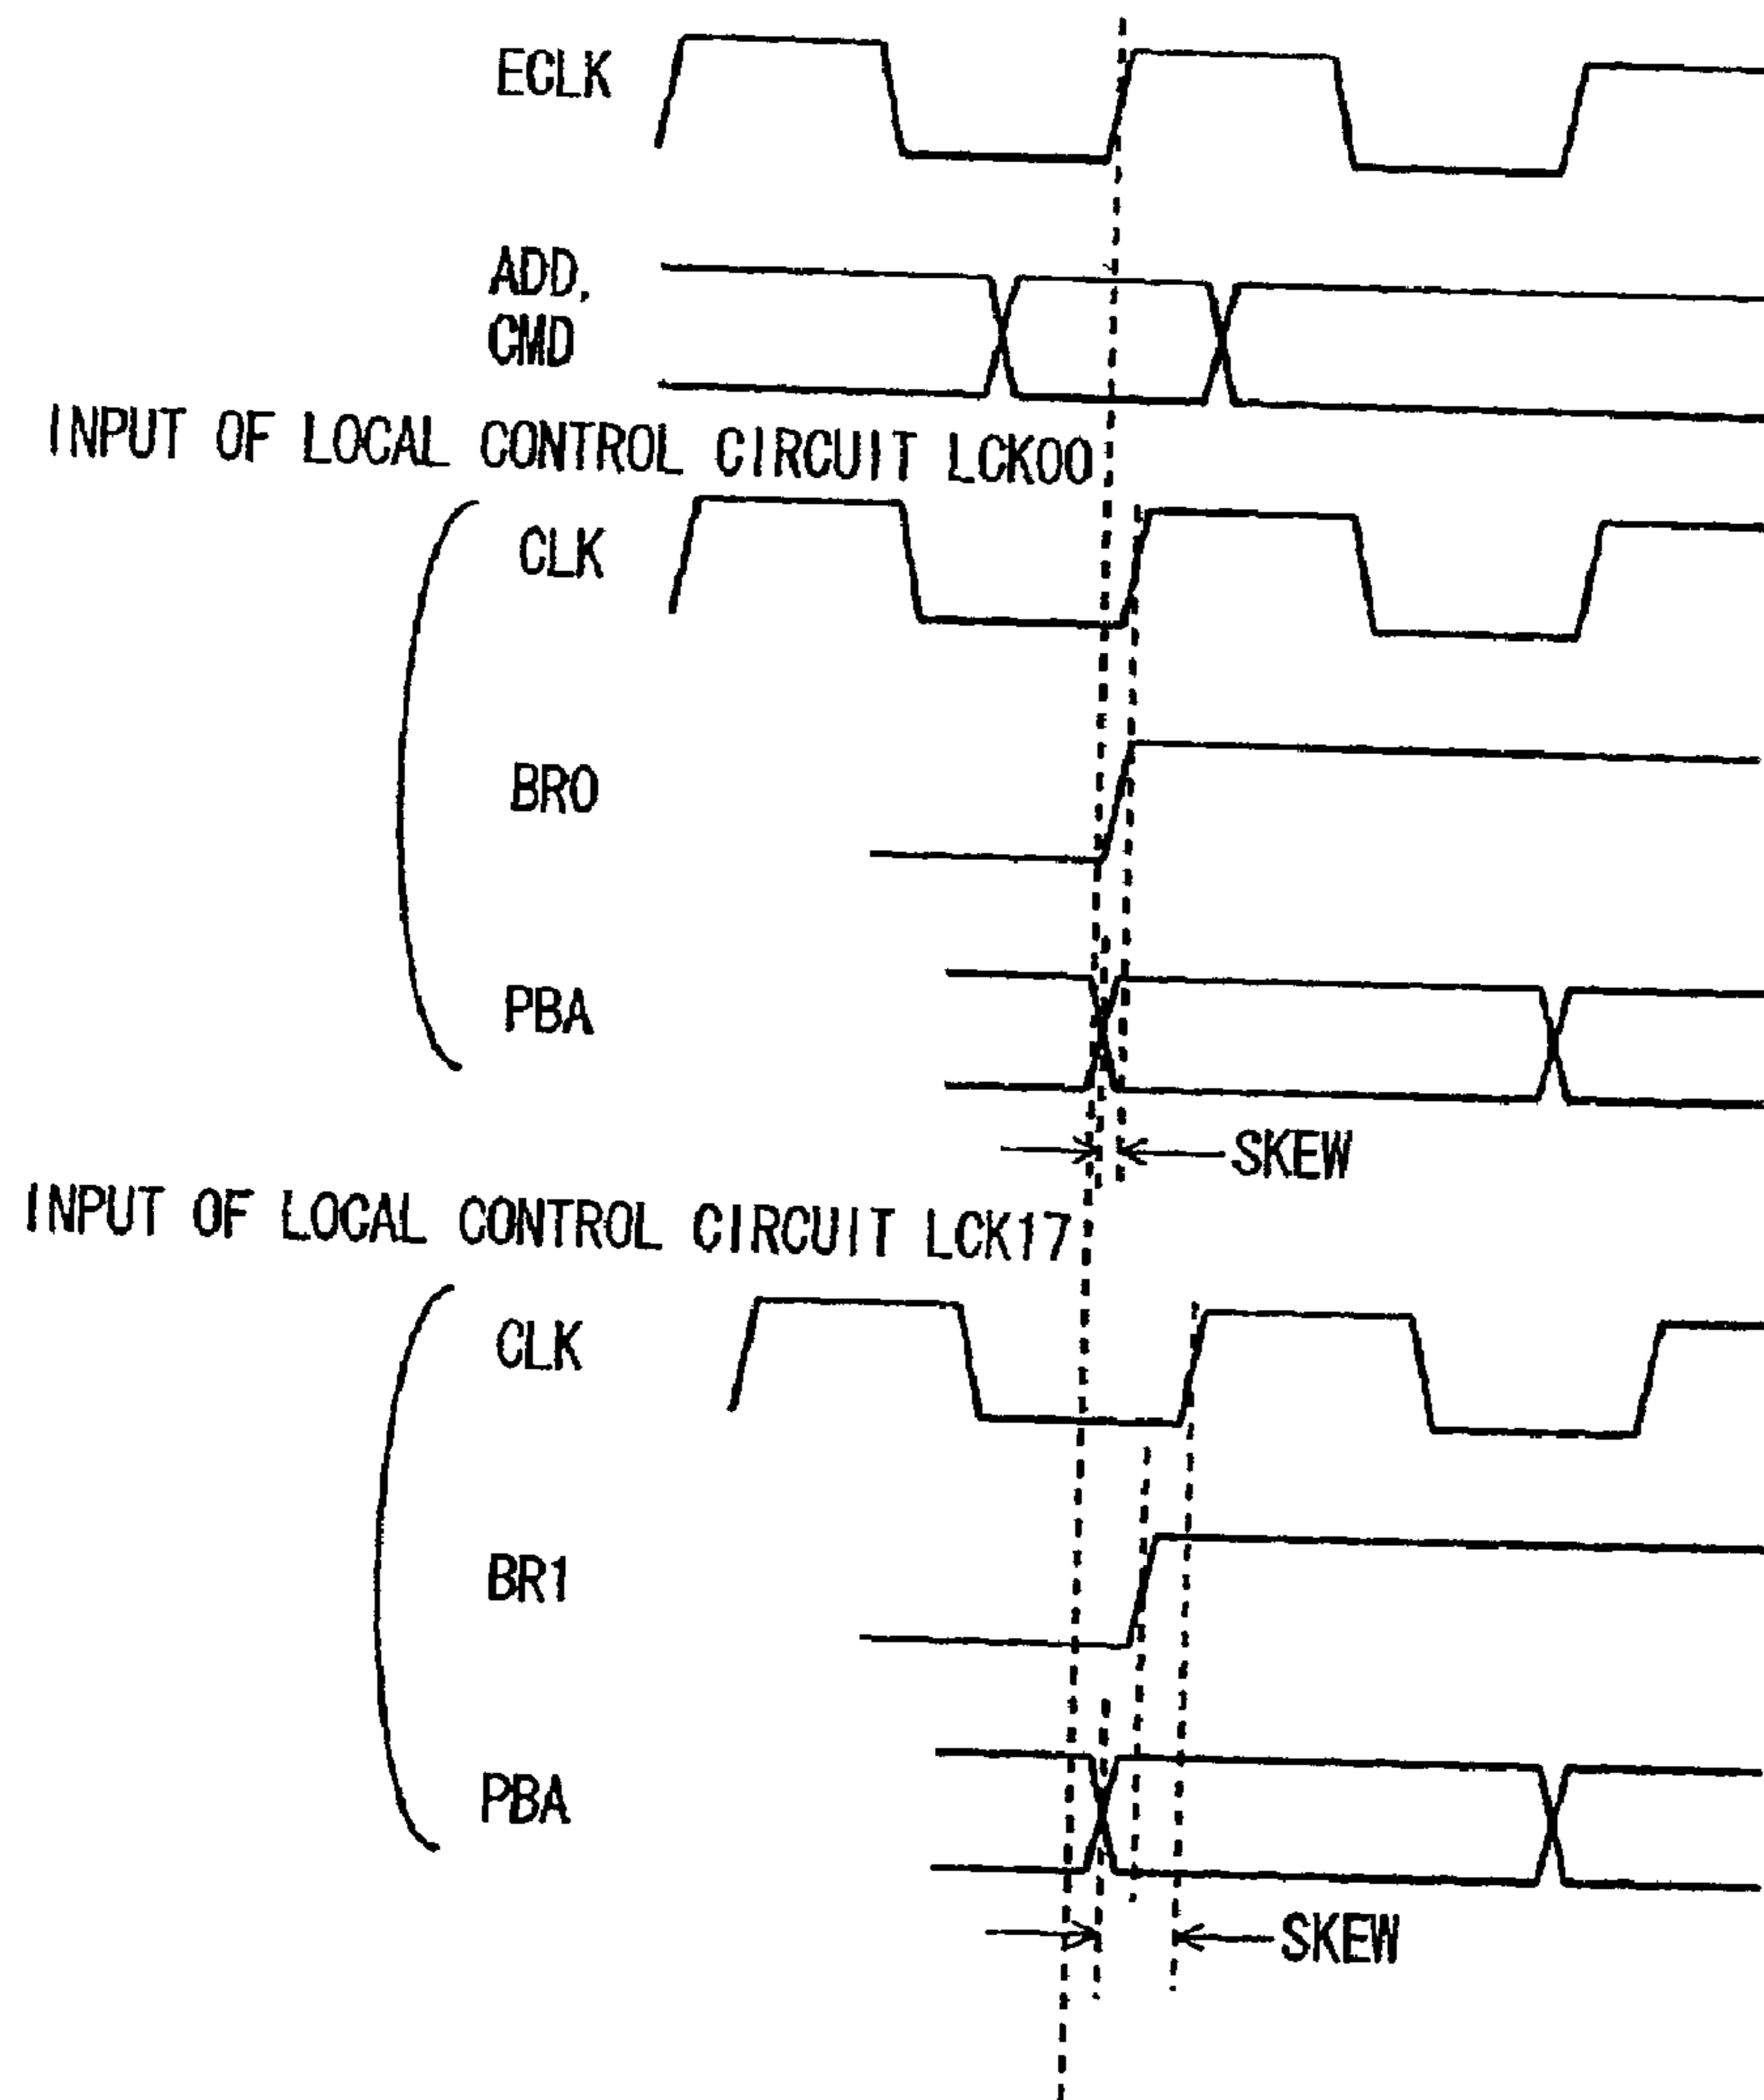 ECLK
ADD,
CMD
INPUT OF LOCAL CONTROL CIRCUIT LCK00
CLK
BR0
PBA
SKEW
INPUT OF LOCAL CONTROL CIRCUIT LCK17
CLK
BR1
PBA
SKEW